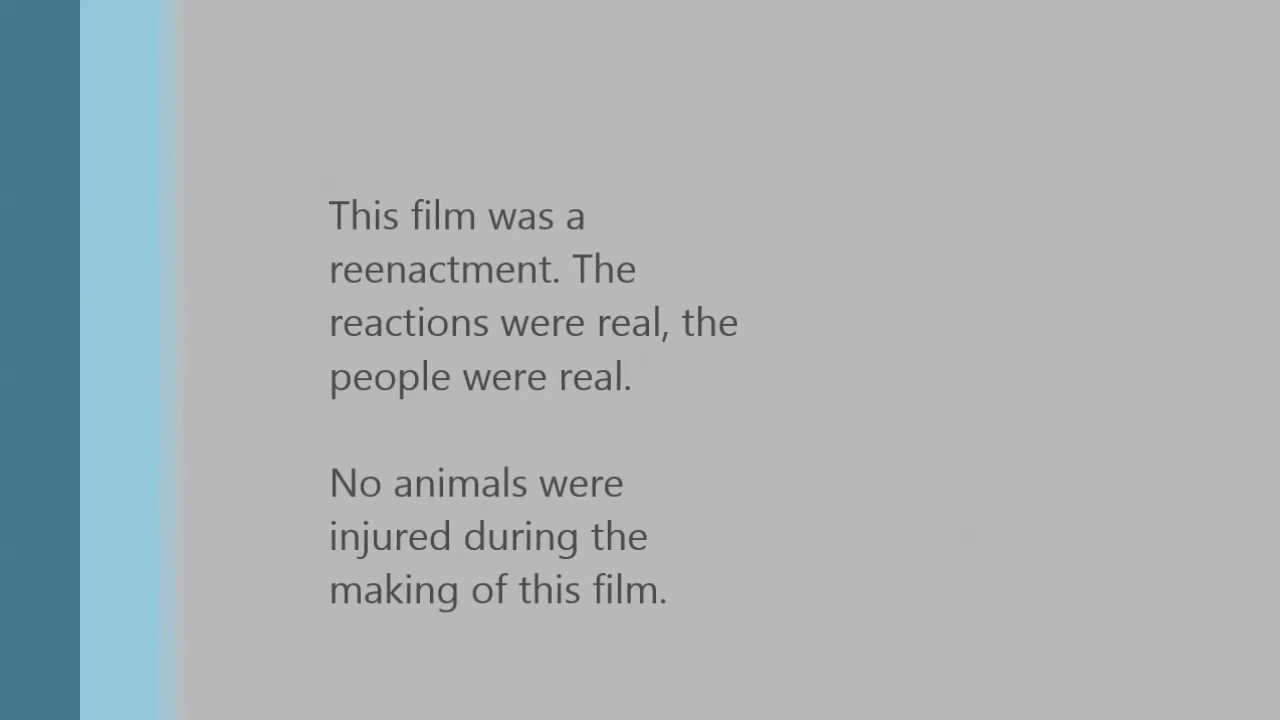 This film was a
reenactment. The
reactions were real, the
people were real.
No animals were
injured during the
making of this film.